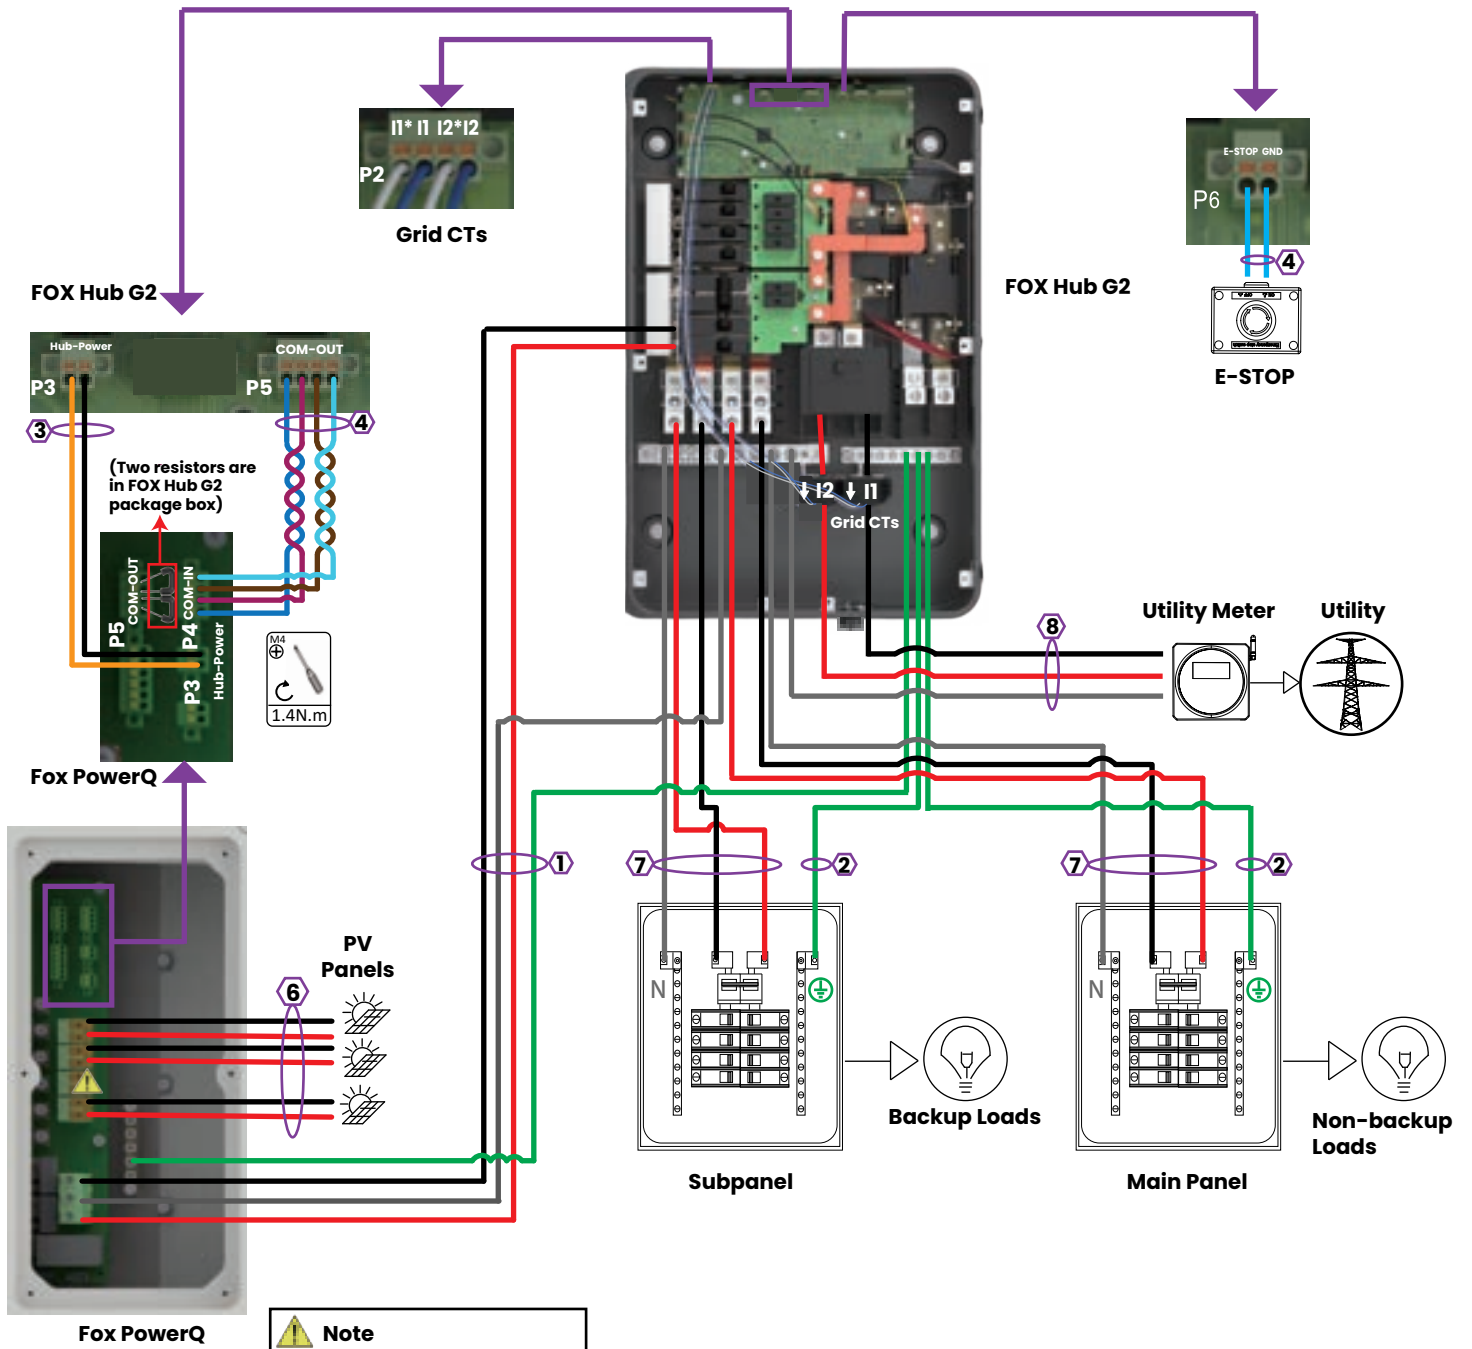 I1* I1 I2* I2
P2
Grid CTs
E-STOP GND
P6
4
E-STOP
FOX Hub G2
FOX Hub G2
Hub-Power
COM-OUT
P3
P5
3
4
(Two resistors are
in FOX Hub G2
package box)
COM-OUT
COM-IN
P5
P4
Hub-Power
P3
M4
1.4N.m
Fox PowerQ
I2
I1
Grid CTs
8
Utility Meter
Utility
1
7
2
7
2
PV
Panels
6
N
N
Backup Loads
Non-backup
Loads
Subpanel
Main Panel
Fox PowerQ
Note